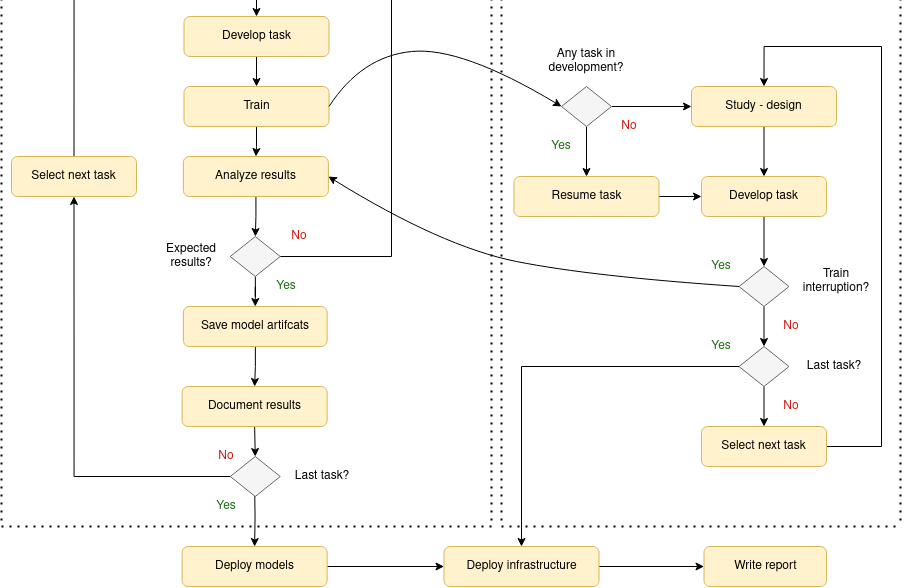 Develop task
Train
Select next task
Analyze results
Expected
results?
No
Yes
Save model artifcats
Document results
No
Last task?
Yes
Any task in
development?
Study - design
No
Yes
Resume task
Develop task
Yes
Train
interruption?
No
Yes
Last task?
No
Select next task
Deploy models
Deploy infrastructure
Write report